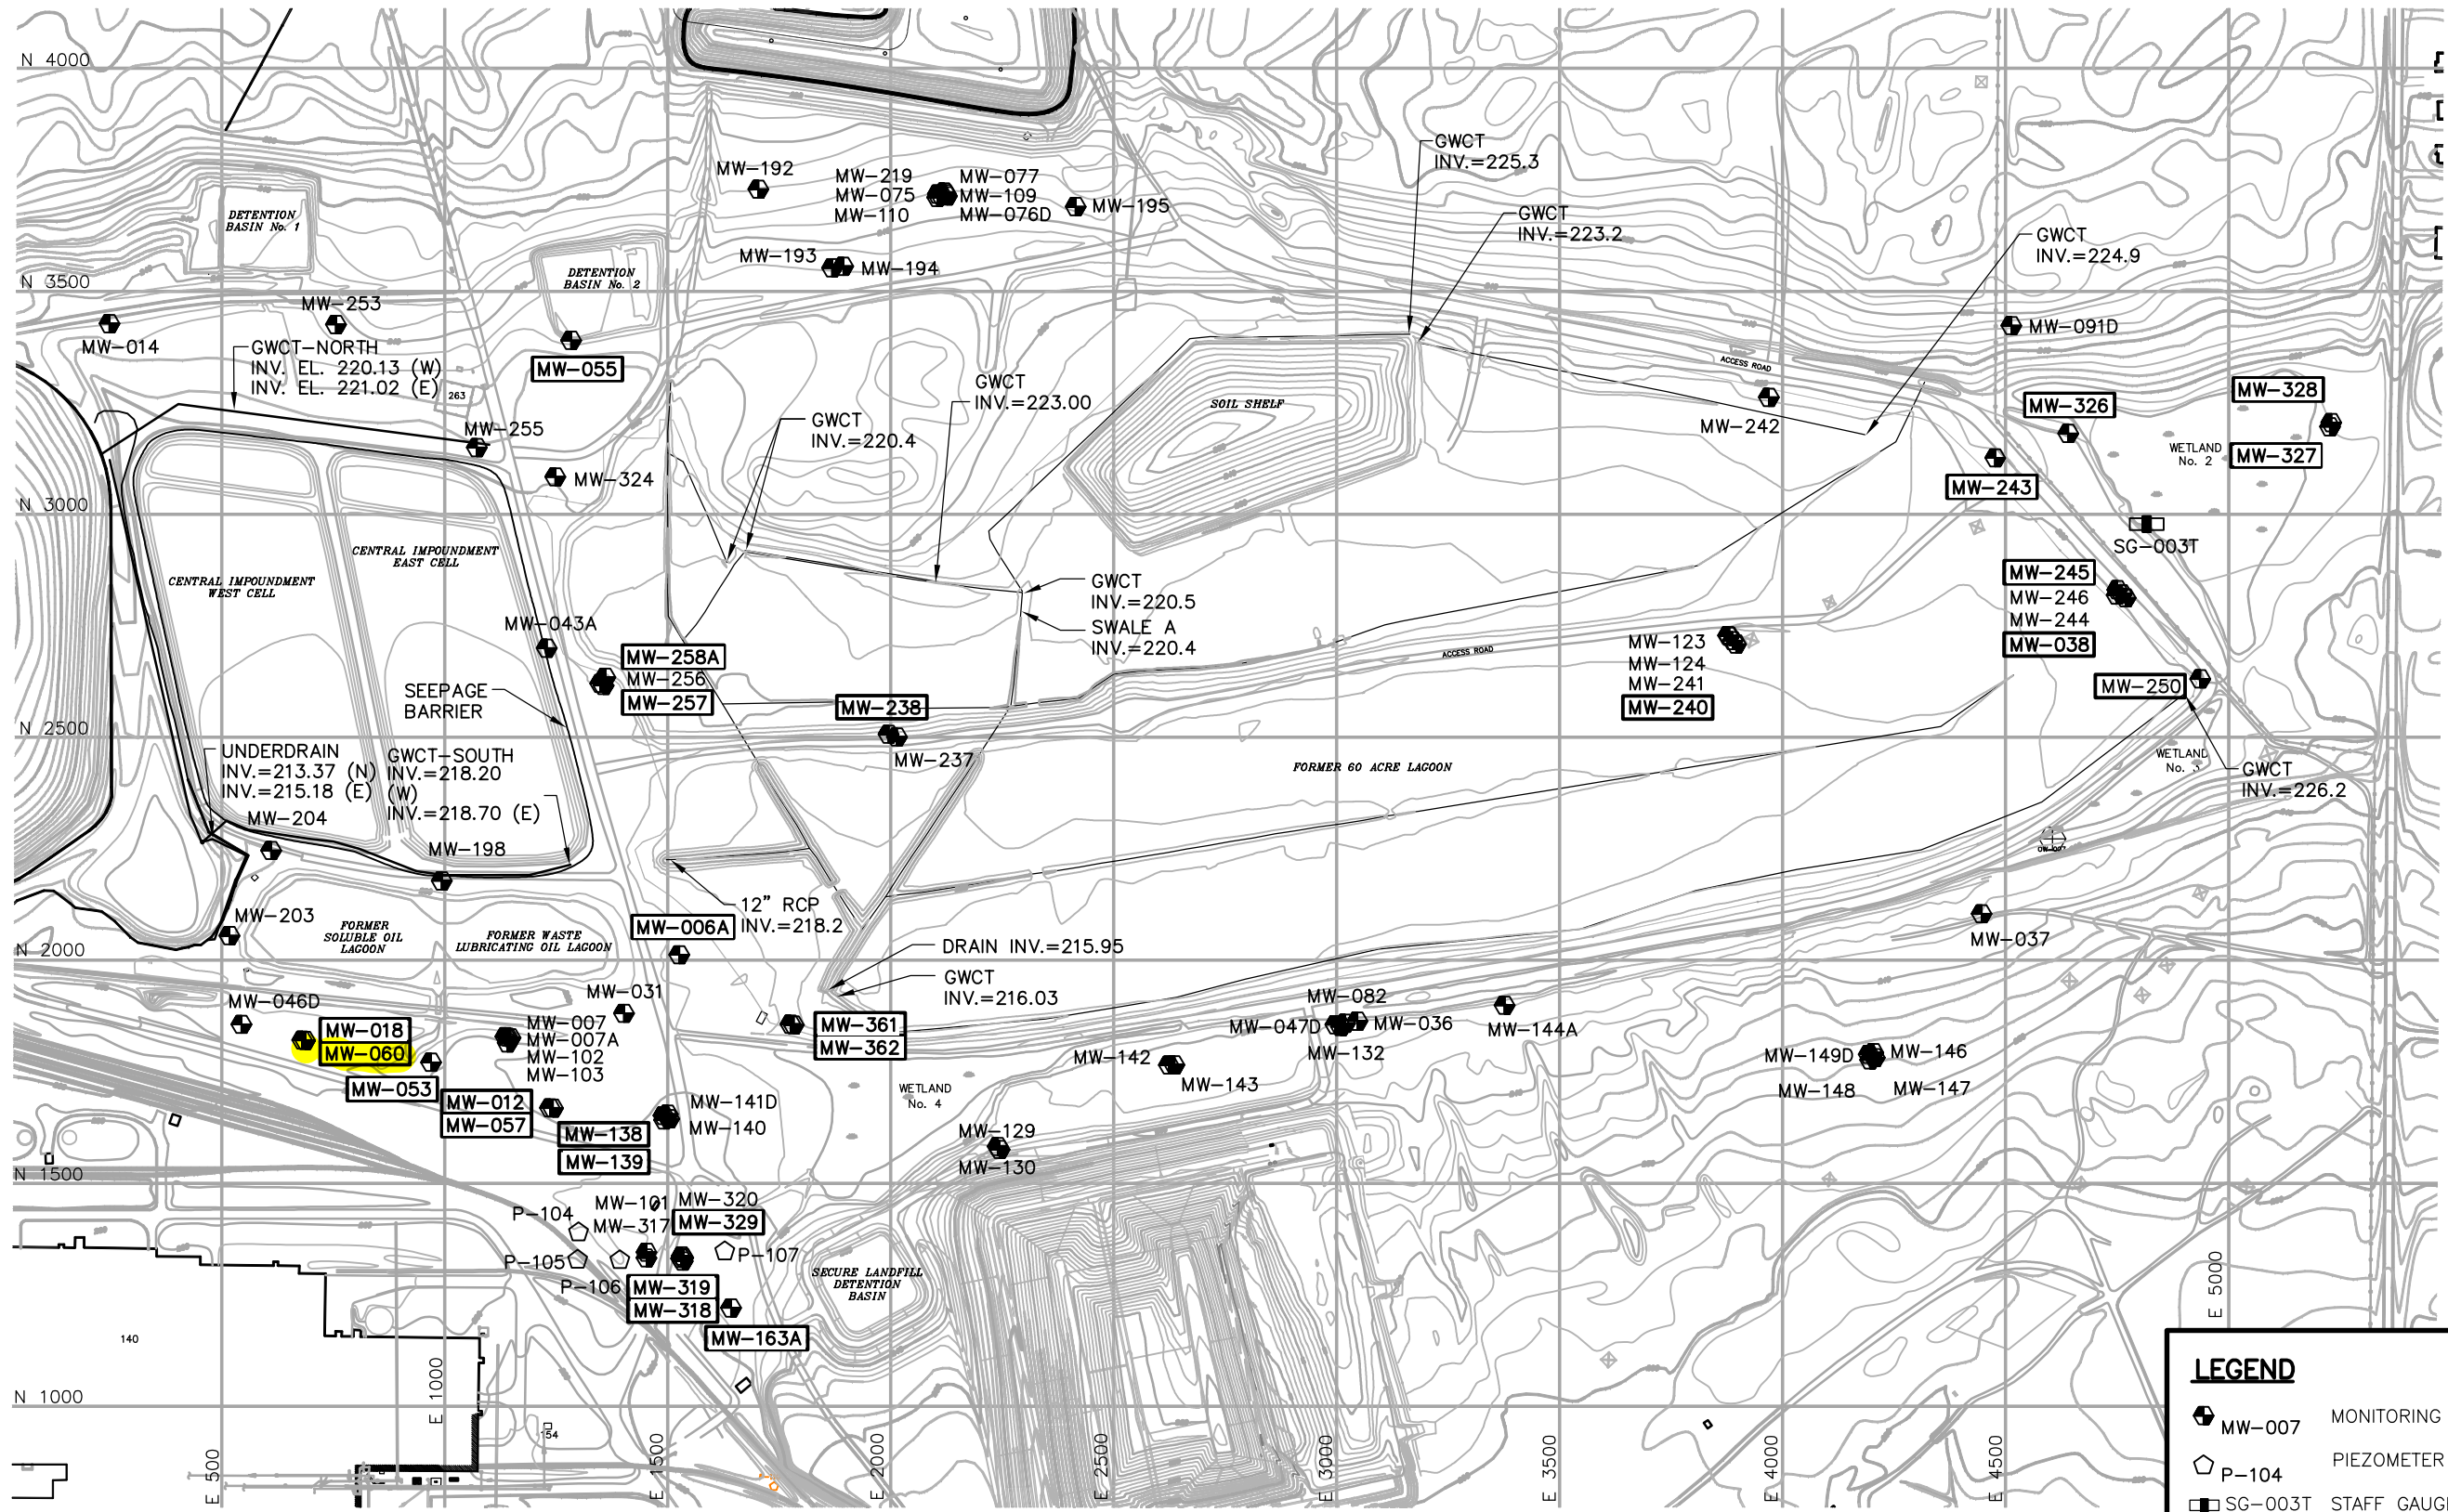 N 4000
GWCT
INV.=225.3
MW-192
MW-219
MW-075
MW-110
MW-077
MW-109
MW-076D
MW-195
DETENTION
BASIN No. 1
GWCT
INV.=223.2
GWCT
INV.=224.9
MW-193
MW-194
DETENTION
BASIN No. 2
N 3500
MW-253
MW-014
MW-091D
GWCT-NORTH
INV. EL. 220.13 (W)
INV. EL. 221.02 (E)
263
MW-055
ACCESS ROAD
GWCT
INV.=223.00
SOIL SHELF
MW-328
MW-326
GWCT
INV.=220.4
MW-242
MW-255
WETLAND
No. 2
MW-327
MW-324
MW-243
N 3000
SG-003T
CENTRAL IMPOUNDMENT
EAST CELL
CENTRAL IMPOUNDMENT
WEST CELL
GWCT
INV.=220.5
SWALE A
INV.=220.4
MW-245
MW-246
MW-244
MW-038
MW-043A
MW-258A
MW-256
MW-257
ACCESS ROAD
MW-123
MW-124
MW-241
MW-240
MW-250
SEEPAGE
BARRIER
MW-238
N 2500
MW-237
UNDERDRAIN
INV.=213.37 (N)
INV.=215.18 (E)
GWCT-SOUTH
INV.=218.20
(W)
INV.=218.70 (E)
FORMER 60 ACRE LAGOON
WETLAND
No. 3
GWCT
INV.=226.2
MW-204
MW-198
12" RCP
INV.=218.2
MW-203
FORMER
SOLUBLE OIL
LAGOON
FORMER WASTE
LUBRICATING OIL LAGOON
MW-006A
MW-037
N 2000
DRAIN INV.=215.95
GWCT
INV.=216.03
MW-046D
MW-031
MW-018
MW-060
MW-007
MW-007A
MW-102
MW-103
MW-361
MW-362
MW-082
MW-047D
MW-036
MW-132
MW-144A
MW-142
MW-143
MW-149D
MW-146
MW-148
MW-147
MW-053
MW-012
MW-057
WETLAND
No. 4
MW-141D
MW-140
MW-138
MW-139
MW-129
MW-130
N 1500
MW-101
MW-320
P-104
MW-317
MW-329
P-105
P-107
P-106
MW-319
MW-318
MW-163A
SECURE LANDFILL
DETENTION
BASIN
140
N 1000
154
E 500
E 1000
E 1500
E 2000
E 2500
E 3000
E 3500
E 4000
E 4500
E 5000
LEGEND
MW-007 MONITORING
P-104 PIEZOMETER
SG-003T STAFF GAUG